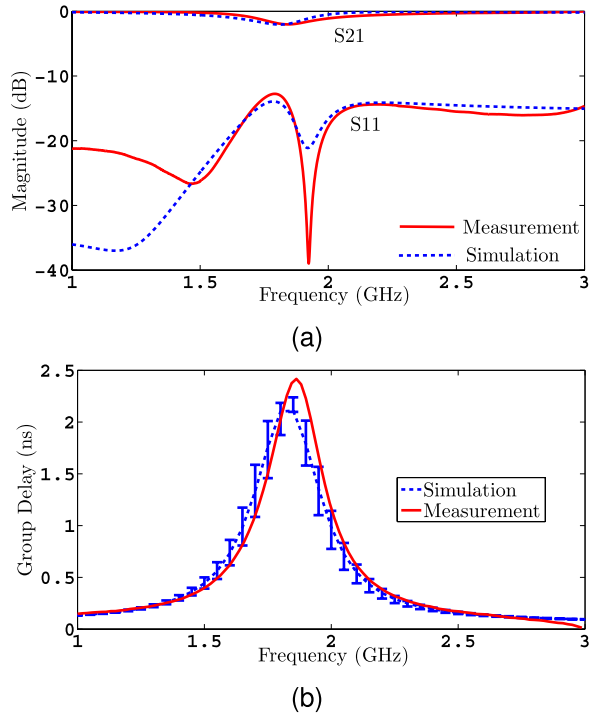 0
-10
-20
-30
-40
Magnitude (dB)
S21
S11
Measurement
Simulation
1
1.5
2
2.5
3
Frequency (GHz)
(a)
2.5
2
1.5
1
0.5
0
Group Delay (ns)
Simulation
Measurement
1
1.5
2
2.5
3
Frequency (GHz)
(b)